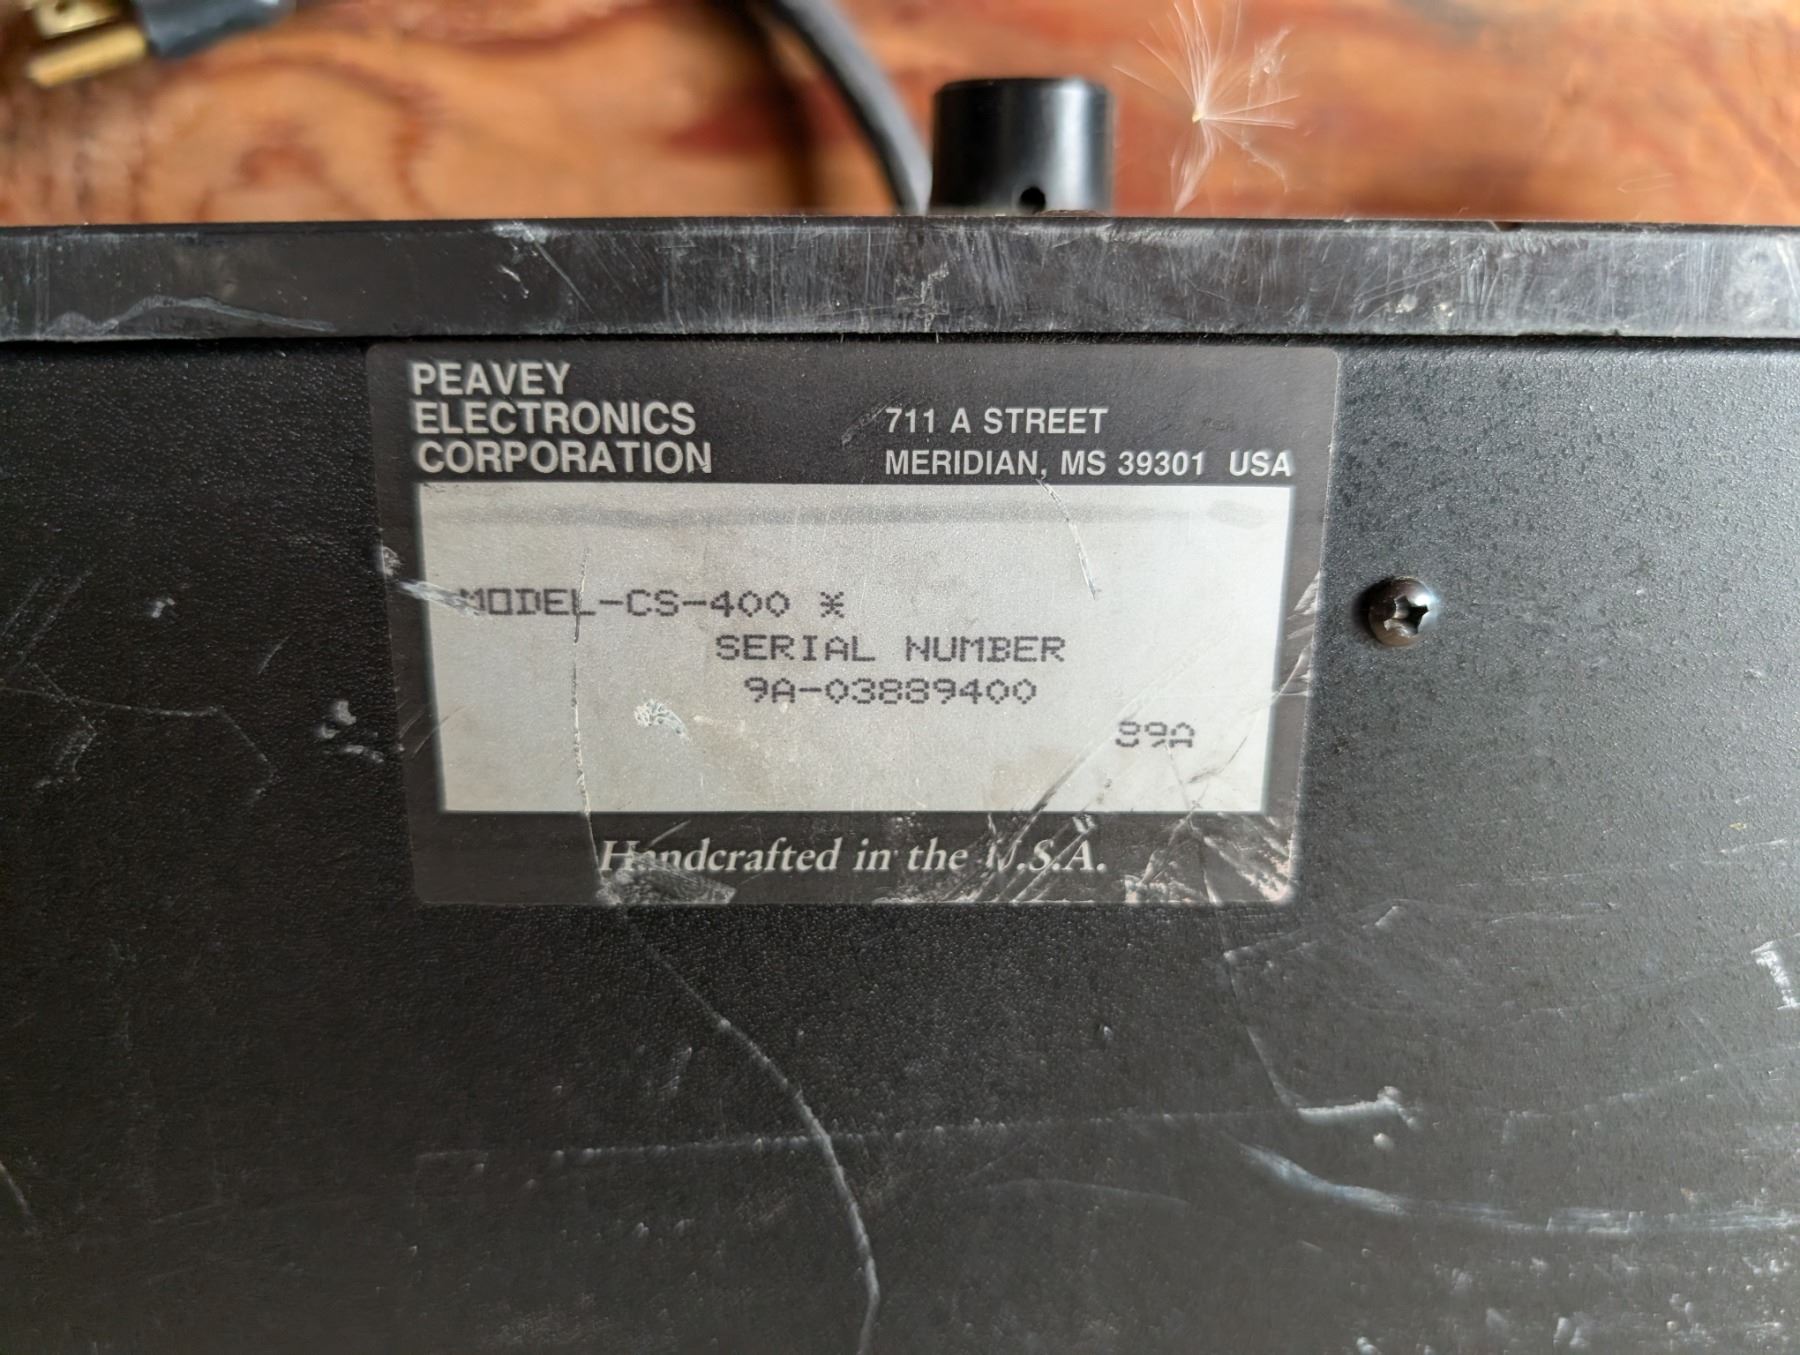 PEAVEY
ELECTRONICS
CORPORATION
711 A STREET
MERIDIAN, MS 39301 USA
MODEL-CS-400 *
SERIAL NUMBER
9A-03889400
89A
Handcrafted in the U.S.A.